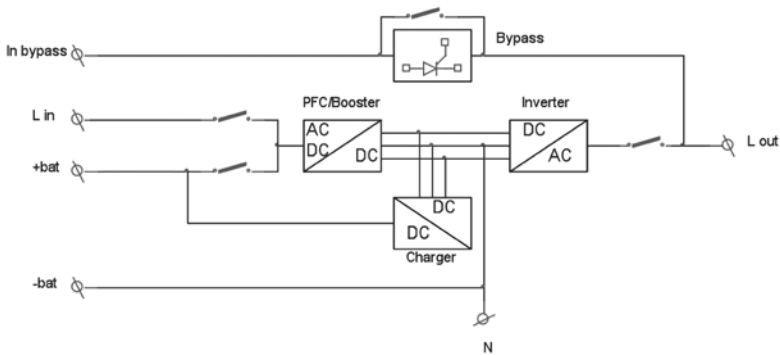 In bypass
Bypass
L in
PFC/Booster
Inverter
AC
DC
DC
DC
AC
L out
+bat
DC
DC
Charger
-bat
N